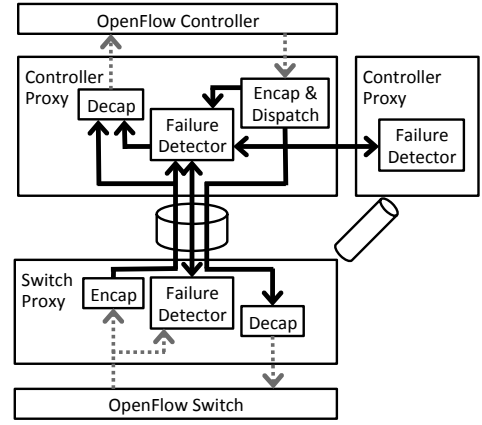 OpenFlow Controller
Controller
Proxy
Decap
Encap &
Dispatch
Failure
Detector
Controller
Proxy
Failure
Detector
Switch
Proxy
Encap
Failure
Detector
Decap
OpenFlow Switch